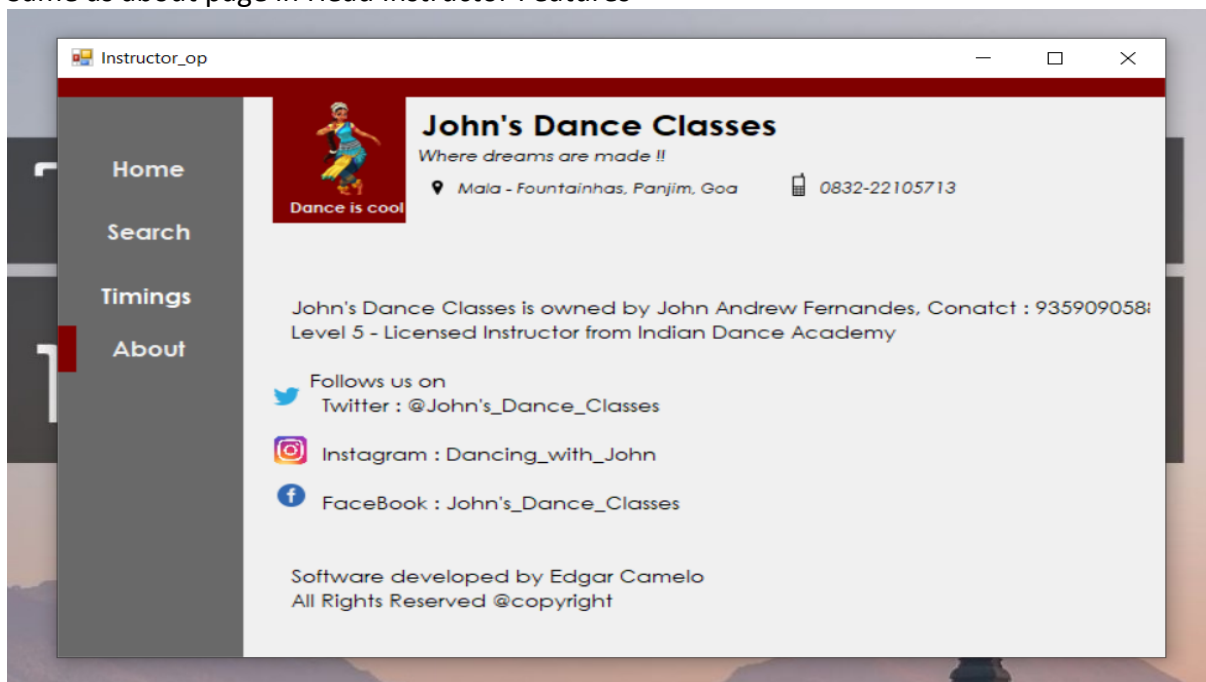 Same as about page in Head Instructor Features
Instructor_op
Home
Search
Timings
About
Dance is cool
John's Dance Classes
Where dreams are made !!
Mala - Fountainhas, Panjim, Goa
0832-22105713
John's Dance Classes is owned by John Andrew Fernandes, Conatct : 935909058
Level 5 - Licensed Instructor from Indian Dance Academy
Follows us on
Twitter : @John's_Dance_Classes
Instagram : Dancing_with_John
FaceBook : John's_Dance_Classes
Software developed by Edgar Camelo
All Rights Reserved @copyright